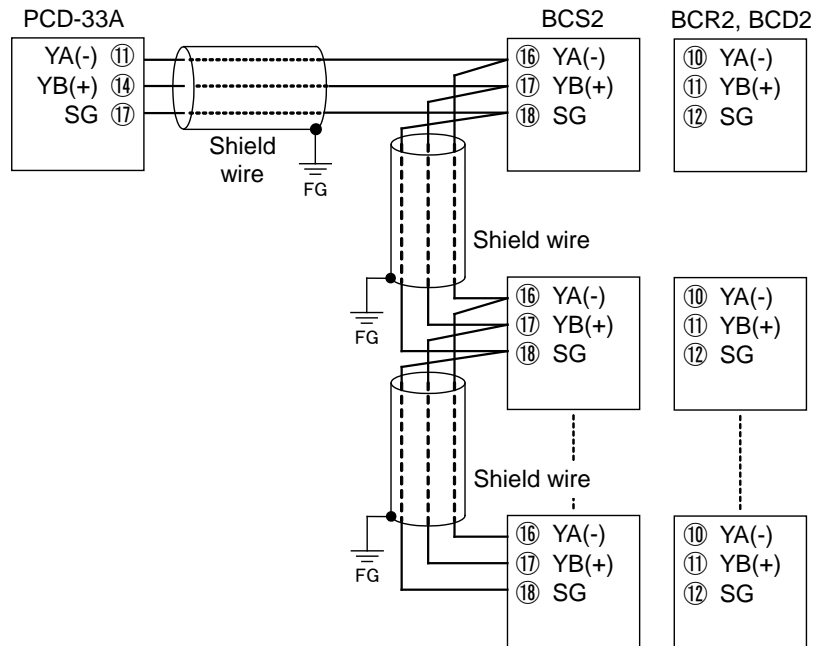 PCD-33A
BCS2
BCR2, BCD2
YA(-) ⑪
YB(+) ⑭
SG ⑰
⑯ YA(-)
⑰ YB(+)
⑱ SG
⑩ YA(-)
⑪ YB(+)
⑫ SG
Shield
wire
FG
Shield wire
FG
⑯ YA(-)
⑰ YB(+)
⑱ SG
⑩ YA(-)
⑪ YB(+)
⑫ SG
Shield wire
FG
⑯ YA(-)
⑰ YB(+)
⑱ SG
⑩ YA(-)
⑪ YB(+)
⑫ SG